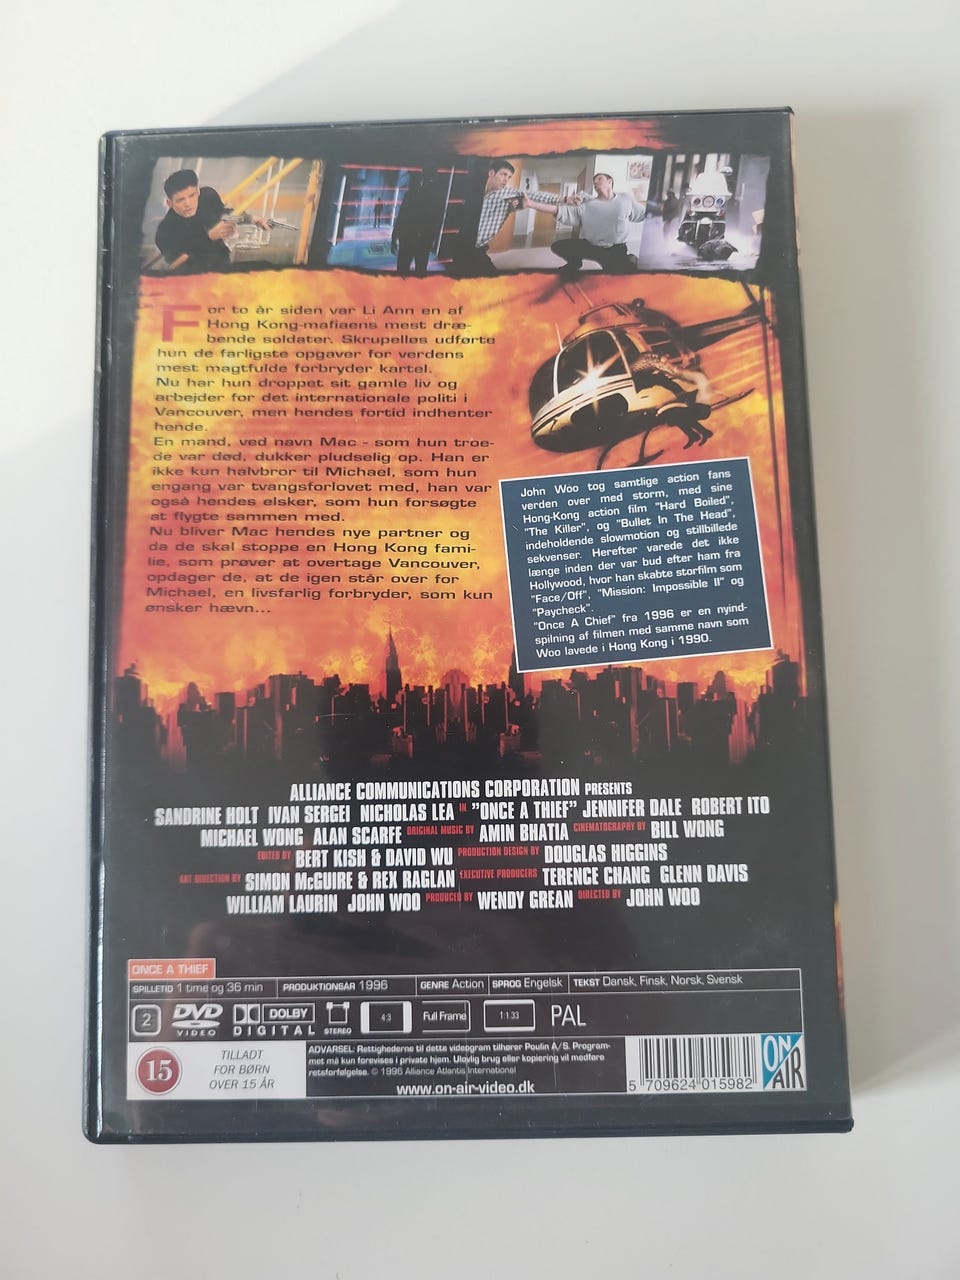 For to år siden var Li Ann en af
Hong Kong-mafiaens mest dræ-
bende soldater. Skrupelløs udførte
hun de farligste opgaver for verdens
mest magtfulde forbryder kartel.
Nu har hun droppet sit gamle liv og
arbejder for det internationale politi i
Vancouver, men hendes fortid indhenter
hende.
En mand, ved navn Mac - som hun troe-
de var død, dukker pludselig op. Han er
ikke kun halvbror til Michael, som hun
engang var tvangsforlovet med, han var
også hendes elsker, som hun forsøgte
at flygte sammen med.
Nu bliver Mac hendes nye partner og
da de skal stoppe en Hong Kong fami-
lie, som prøver at overtage Vancouver,
opdager de, at de igen står over for
Michael, en livsfarlig forbryder, som kun
ønsker hævn...
John Woo tog samtlige action fans
verden over med storm, med sine
Hong-Kong action film "Hard Boiled",
"The Killer", og "Bullet In The Head",
indeholdende slowmotion og stillbillede
sekvenser. Herefter varede det ikke
længe inden der var bud efter ham fra
Hollywood, hvor han skabte storfilm som
"Face/Off", "Mission: Impossible II" og
"Paycheck".
"Once A Chief" fra 1996 er en nyind-
spilning af filmen med samme navn som
Woo lavede i Hong Kong i 1990.
ALLIANCE COMMUNICATIONS CORPORATION PRESENTS
SANDRINE HOLT IVAN SERGEI NICHOLAS LEA IN "ONCE A THIEF" JENNIFER DALE ROBERT ITO
MICHAEL WONG ALAN SCARFE ORIGINAL MUSIC BY AMIN BHATIA CINEMATOGRAPHY BY BILL WONG
EDITED BY BERT KISH & DAVID WU PRODUCTION DESIGN BY DOUGLAS HIGGINS
ART DIRECTION BY SIMON McGUIRE & REX RAGLAN EXECUTIVE PRODUCERS TERENCE CHANG GLENN DAVIS
WILLIAM LAURIN JOHN WOO PRODUCED BY WENDY GREAN DIRECTED BY JOHN WOO
ONCE A THIEF
SPILLETID 1 time og 36 min PRODUKTIONSÅR 1996 GENRE Action SPROG Engelsk TEKST Dansk, Finsk, Norsk, Svensk
2 DVD VIDEO DOLBY DIGITAL STEREO 4:3 Full Frame 1:1.33 PAL
15
TILLADT
FOR BØRN
OVER 15 ÅR
ADVARSEL: Rettighederne til dette videogram tilhører Poulin A/S. Program-
met må kun forevises i private hjem. Ulovlig brug eller kopiering vil medføre
retsforfølgelse. © 1996 Alliance Atlantis International
www.on-air-video.dk
5 709624 015982
ON
AIR